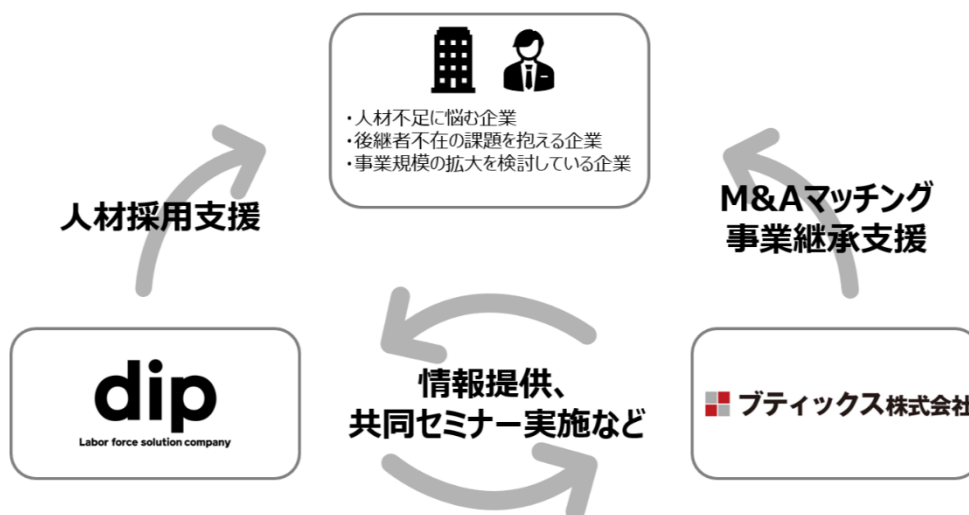 ・人材不足に悩む企業
・後継者不在の課題を抱える企業
・事業規模の拡大を検討している企業
人材採用支援
M&Aマッチング
事業継承支援
dip
Labor force solution company
情報提供、
共同セミナー実施など
ブティックス株式会社